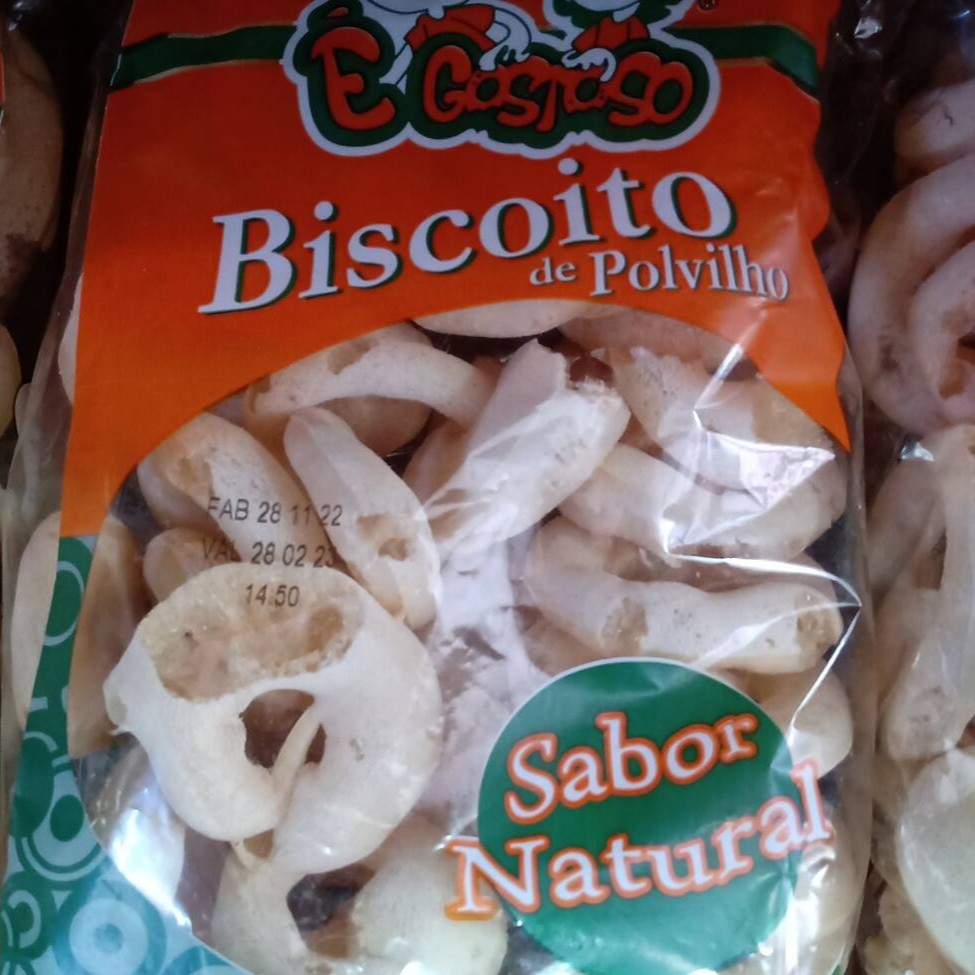 É GOSTOSO
Biscoito
de Polvilho
FAB 28 11 22
VAL 28 02 23
14:50
Sabor
Natural